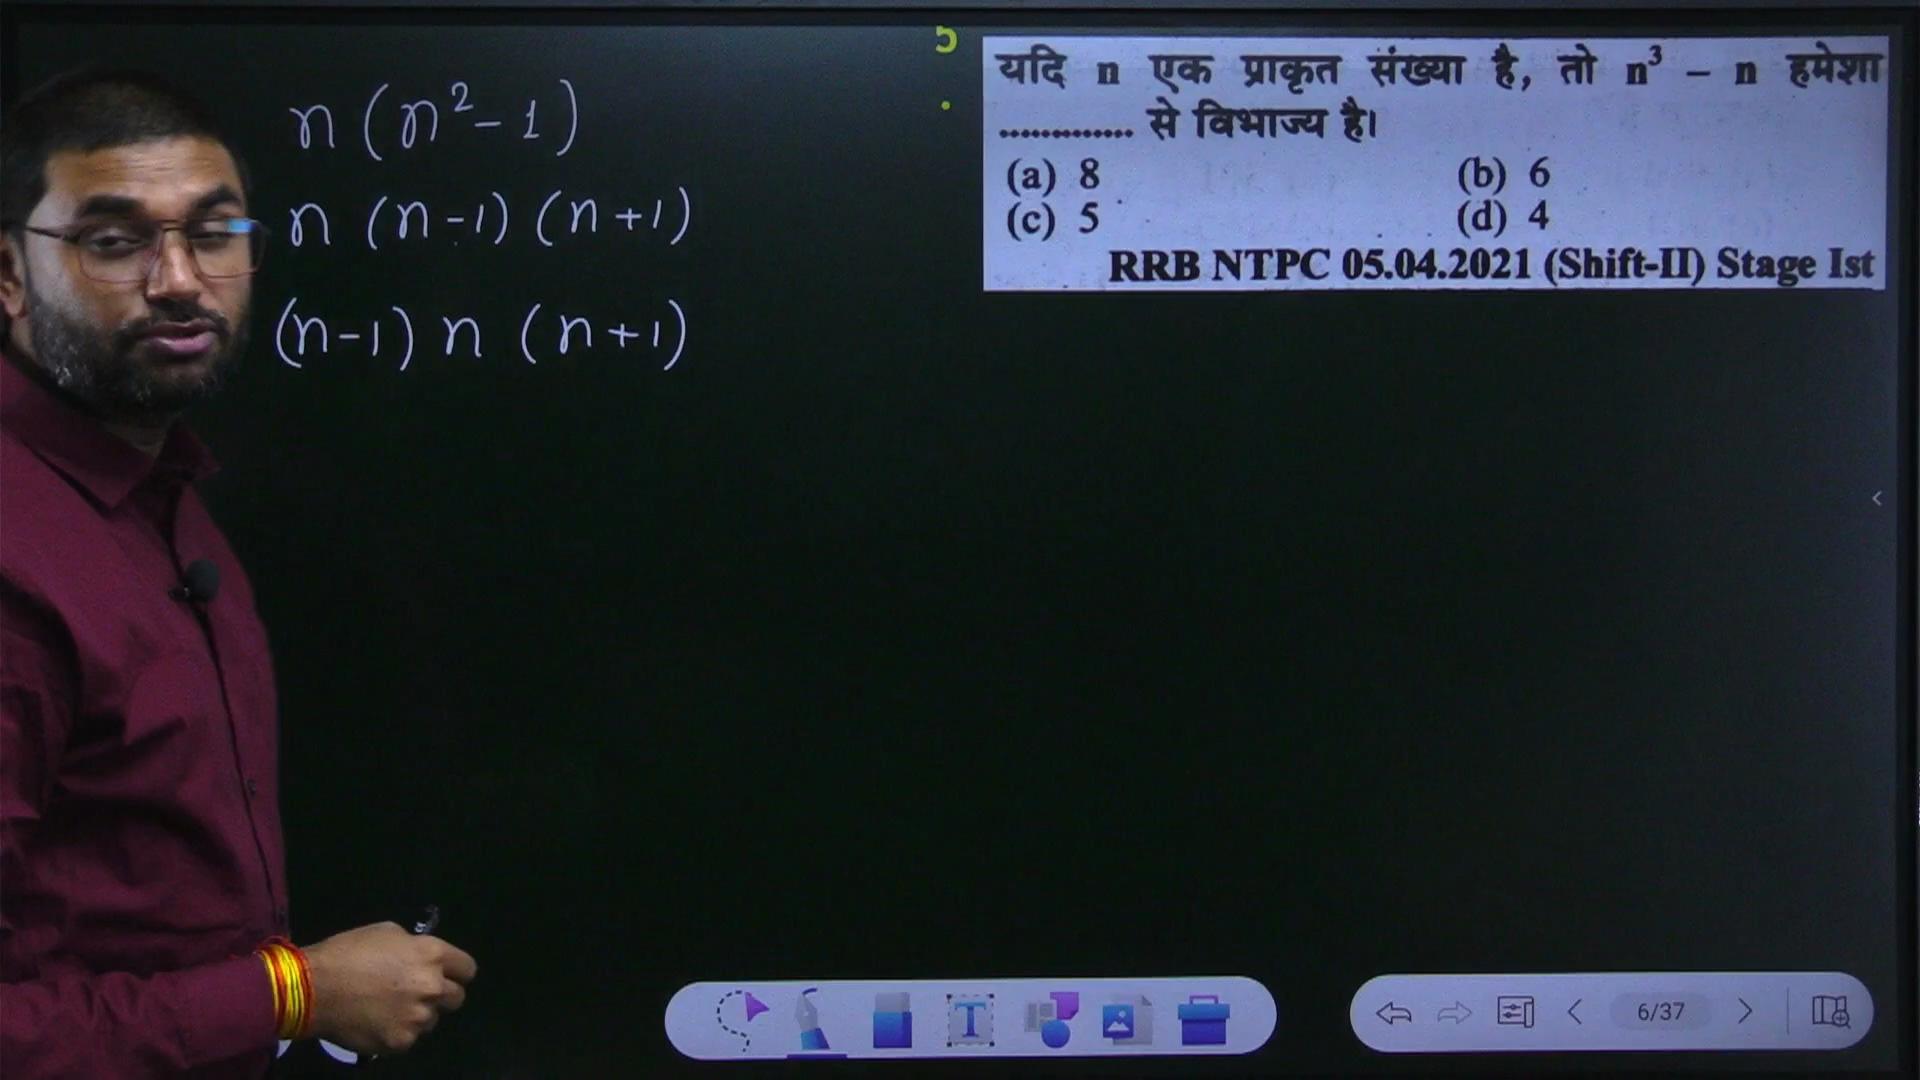 n(n²-1)
n (n-1) (n+1)
(n-1) n (n+1)
5
.
यदि n एक प्राकृत संख्या है, तो n³ – n हमेशा
............. से विभाज्य है।
(a) 8 (b) 6
(c) 5 (d) 4
RRB NTPC 05.04.2021 (Shift-II) Stage Ist
T
6/37